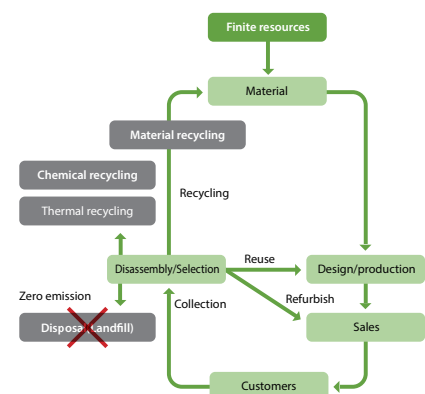 Finite resources
Material
Material recycling
Chemical recycling
Recycling
Thermal recycling
Reuse
Disassembly/Selection
Design/production
Zero emission
Collection
Refurbish
Disposal (Landfill)
Sales
Customers